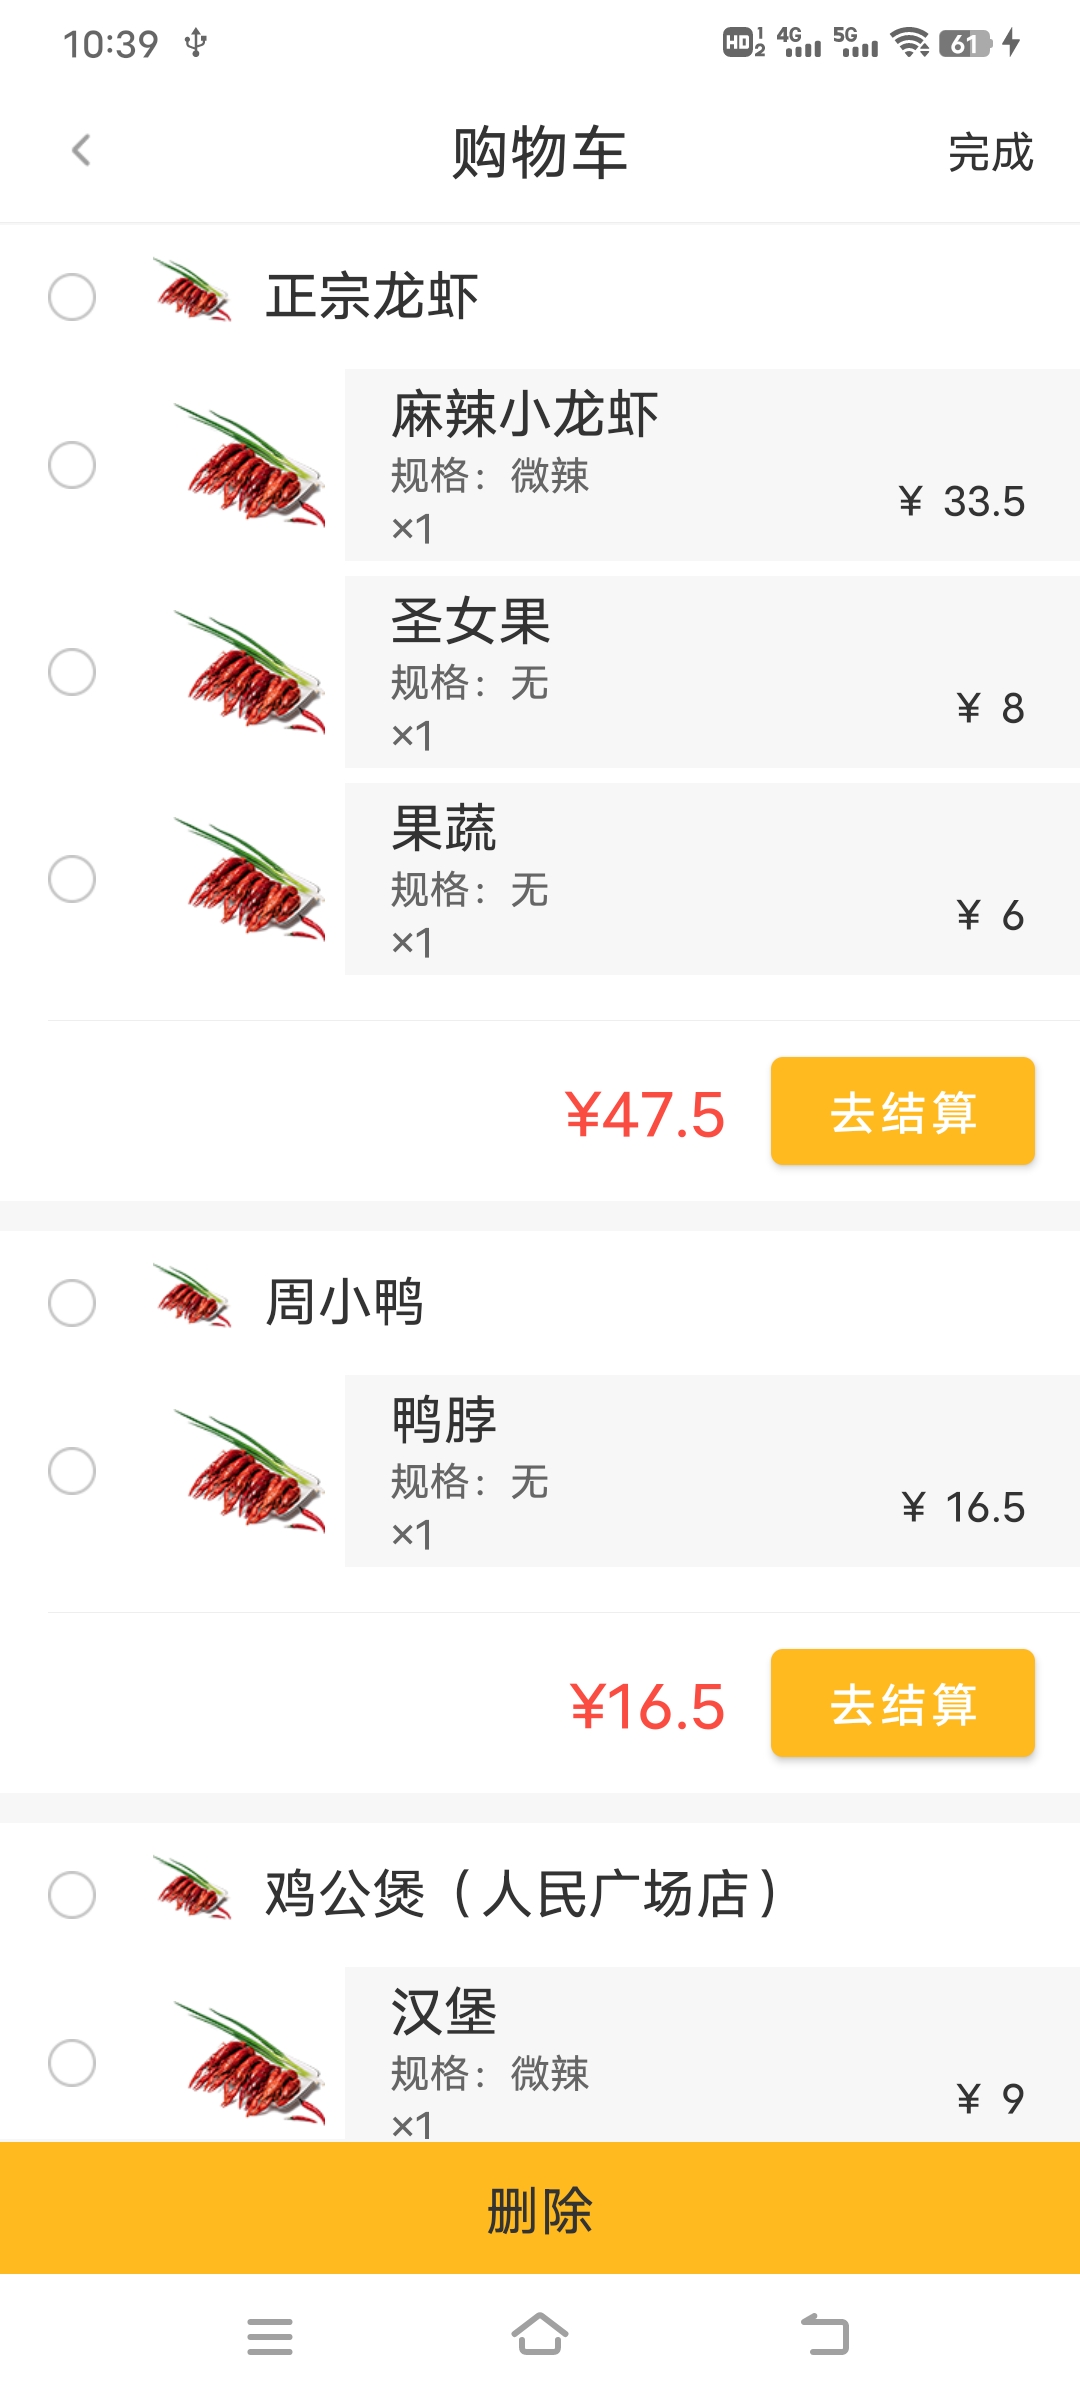 10:39
HD 1 2 4G 5G 61
购物车
完成
正宗龙虾
麻辣小龙虾
规格：微辣
¥ 33.5
×1
圣女果
规格：无
¥ 8
×1
果蔬
规格：无
¥ 6
×1
¥47.5
去结算
周小鸭
鸭脖
规格：无
¥ 16.5
×1
¥16.5
去结算
鸡公煲（人民广场店）
汉堡
规格：微辣
¥ 9
×1
删除